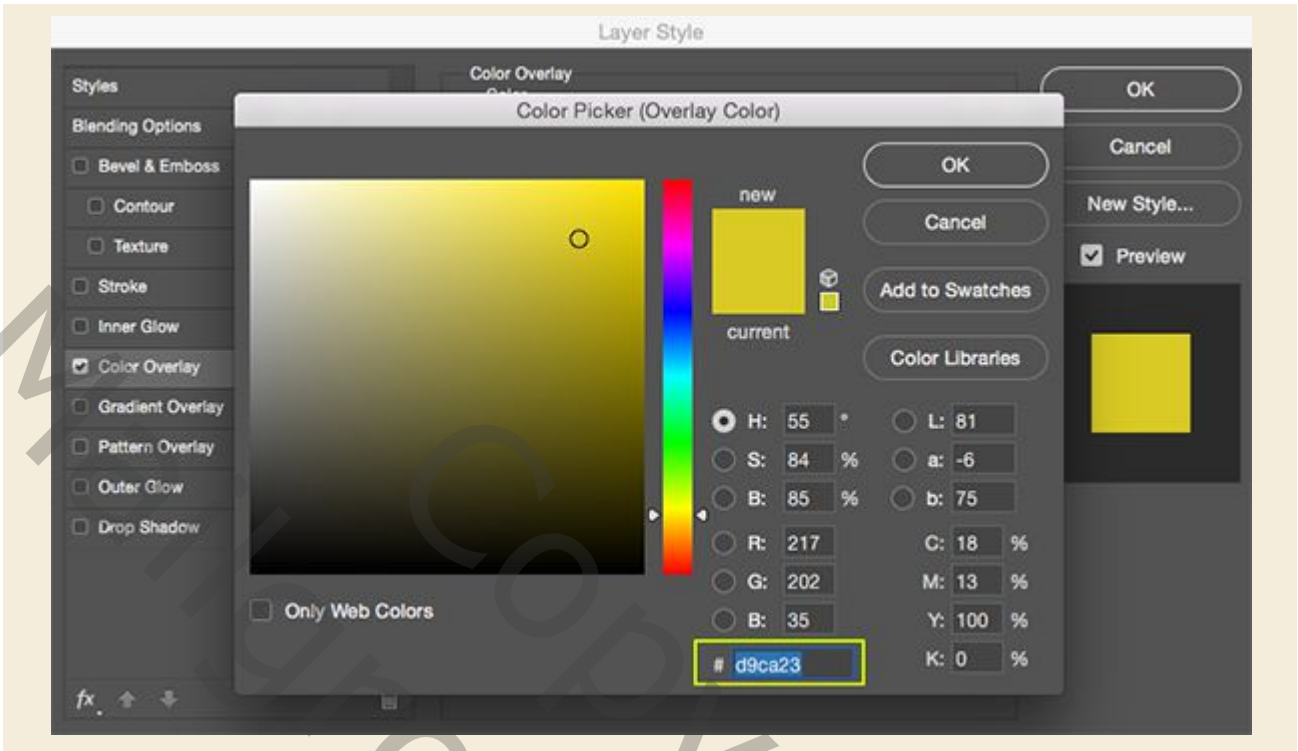 Layer Style
Styles
Blending Options
Bevel & Emboss
Contour
Texture
Stroke
Inner Glow
Color Overlay
Gradient Overlay
Pattern Overlay
Outer Glow
Drop Shadow
fx
Color Overlay
Color Picker (Overlay Color)
new
current
OK
Cancel
Add to Swatches
Color Libraries
H: 55 °
S: 84 %
B: 85 %
R: 217
G: 202
B: 35
# d9ca23
L: 81
a: -6
b: 75
C: 18 %
M: 13 %
Y: 100 %
K: 0 %
Only Web Colors
OK
Cancel
New Style...
Preview